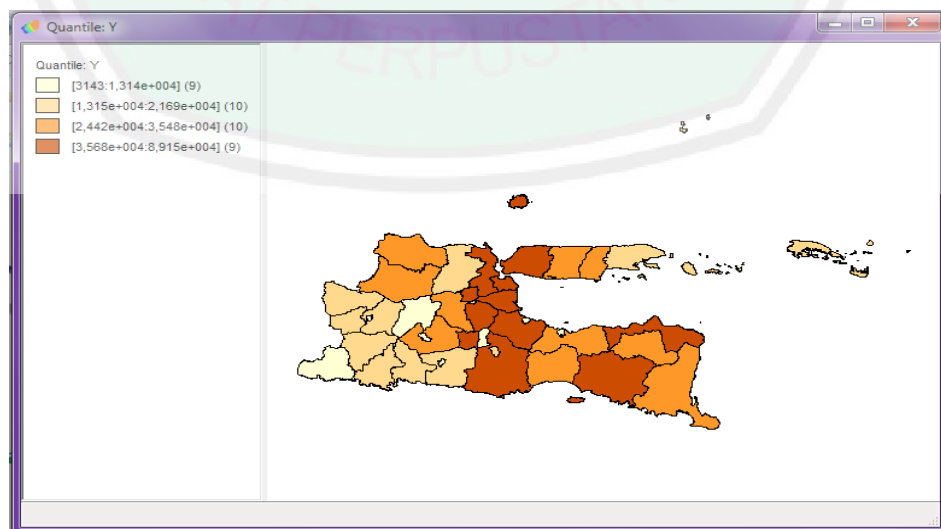 Quantile: Y
PERPUSTA
Quantile: Y
[3143:1,314e+004] (9)
[1,315e+004:2,169e+004] (10)
[2,442e+004:3,548e+004] (10)
[3,568e+004:8,915e+004] (9)